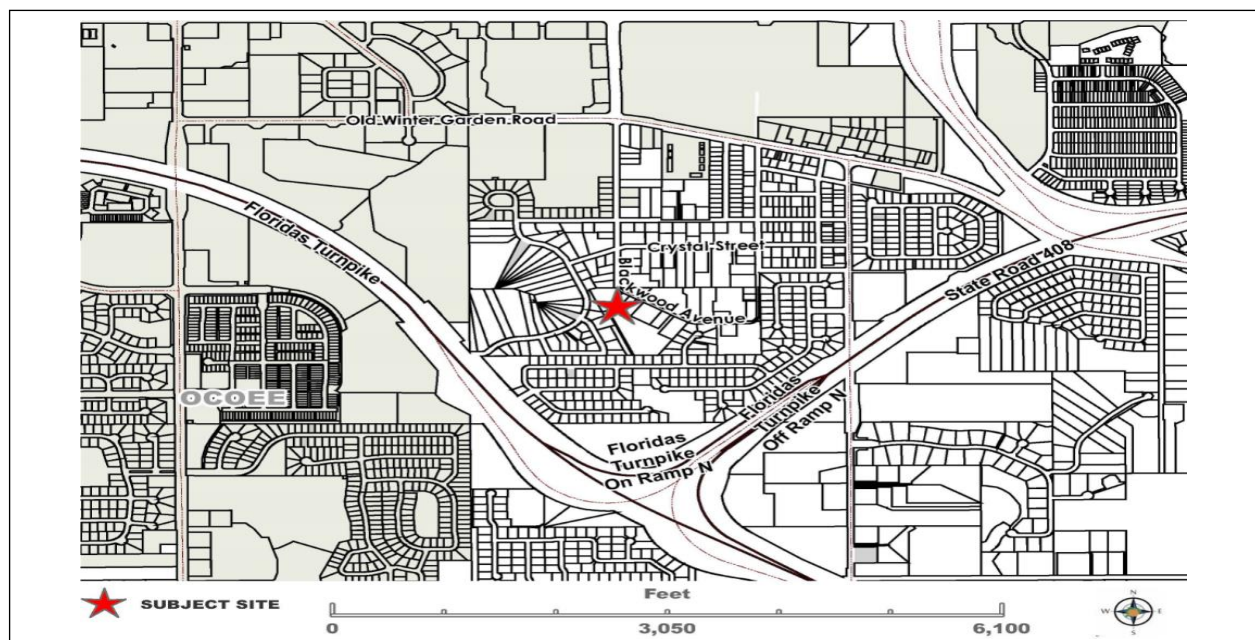 Old Winter Garden Road
Floridas Turnpike
Crystal Street
Blackwood Avenue
State Road 408
OCOEE
Floridas
Turnpike
Off Ramp N
Floridas
Turnpike
On Ramp N
SUBJECT SITE
Feet
0 3,050 6,100
N
W E
S